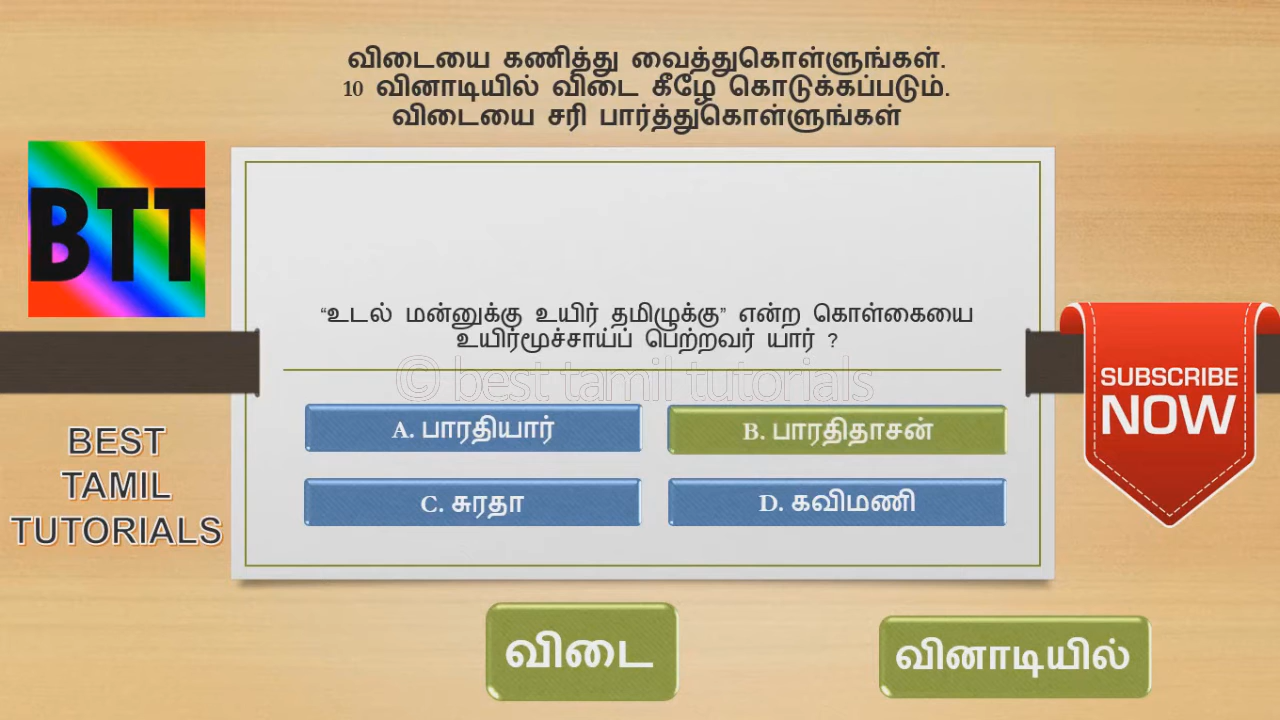 விடையை கணித்து வைத்துகொள்ளுங்கள்.
10 வினாடியில் விடை கீழே கொடுக்கப்படும்.
விடையை சரி பார்த்துகொள்ளுங்கள்
BTT
“உடல் மன்னுக்கு உயிர் தமிழுக்கு” என்ற கொள்கையை
உயிர்மூச்சாய்ப் பெற்றவர் யார் ?
© best tamil tutorials
A. பாரதியார்
B. பாரதிதாசன்
C. சுரதா
D. கவிமணி
BEST
TAMIL
TUTORIALS
SUBSCRIBE
NOW
விடை
வினாடியில்